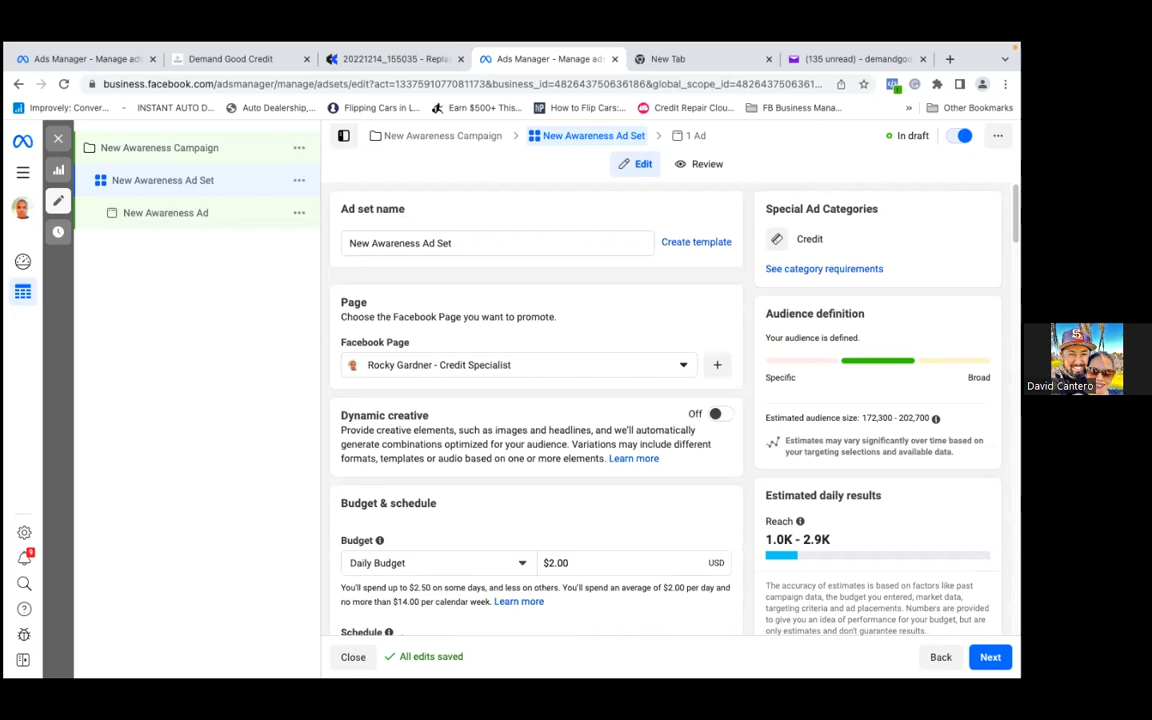 Ads Manager - Manage ad
Demand Good Credit
20221214_155035 - Repla
Ads Manager - Manage ads
New Tab
(135 unread) - demandgoo
business.facebook.com/adsmanager/manage/adsets/edit?act=1337591077081173&business_id=482643750636186&global_scope_id=4826437506361...
Improvely: Conver...
INSTANT AUTO D...
Auto Dealership,...
Flipping Cars in L...
Earn $500+ This...
How to Flip Cars:...
Credit Repair Clou...
FB Business Mana...
»
Other Bookmarks
New Awareness Campaign
New Awareness Ad Set
New Awareness Ad
New Awareness Campaign > New Awareness Ad Set > 1 Ad
In draft
Edit
Review
Ad set name
New Awareness Ad Set
Create template
Page
Choose the Facebook Page you want to promote.
Facebook Page
Rocky Gardner - Credit Specialist
Dynamic creative
Off
Provide creative elements, such as images and headlines, and we'll automatically
generate combinations optimized for your audience. Variations may include different
formats, templates or audio based on one or more elements. Learn more
Budget & schedule
Budget
Daily Budget
$2.00
USD
You'll spend up to $2.50 on some days, and less on others. You'll spend an average of $2.00 per day and
no more than $14.00 per calendar week. Learn more
Schedule
Close
All edits saved
Back
Next
Special Ad Categories
Credit
See category requirements
Audience definition
Your audience is defined.
Specific
Broad
Estimated audience size: 172,300 - 202,700
Estimates may vary significantly over time based on
your targeting selections and available data.
Estimated daily results
Reach
1.0K - 2.9K
The accuracy of estimates is based on factors like past
campaign data, the budget you entered, market data,
targeting criteria and ad placements. Numbers are provided
to give you an idea of performance for your budget, but are
only estimates and don't guarantee results.
9
David Cantero